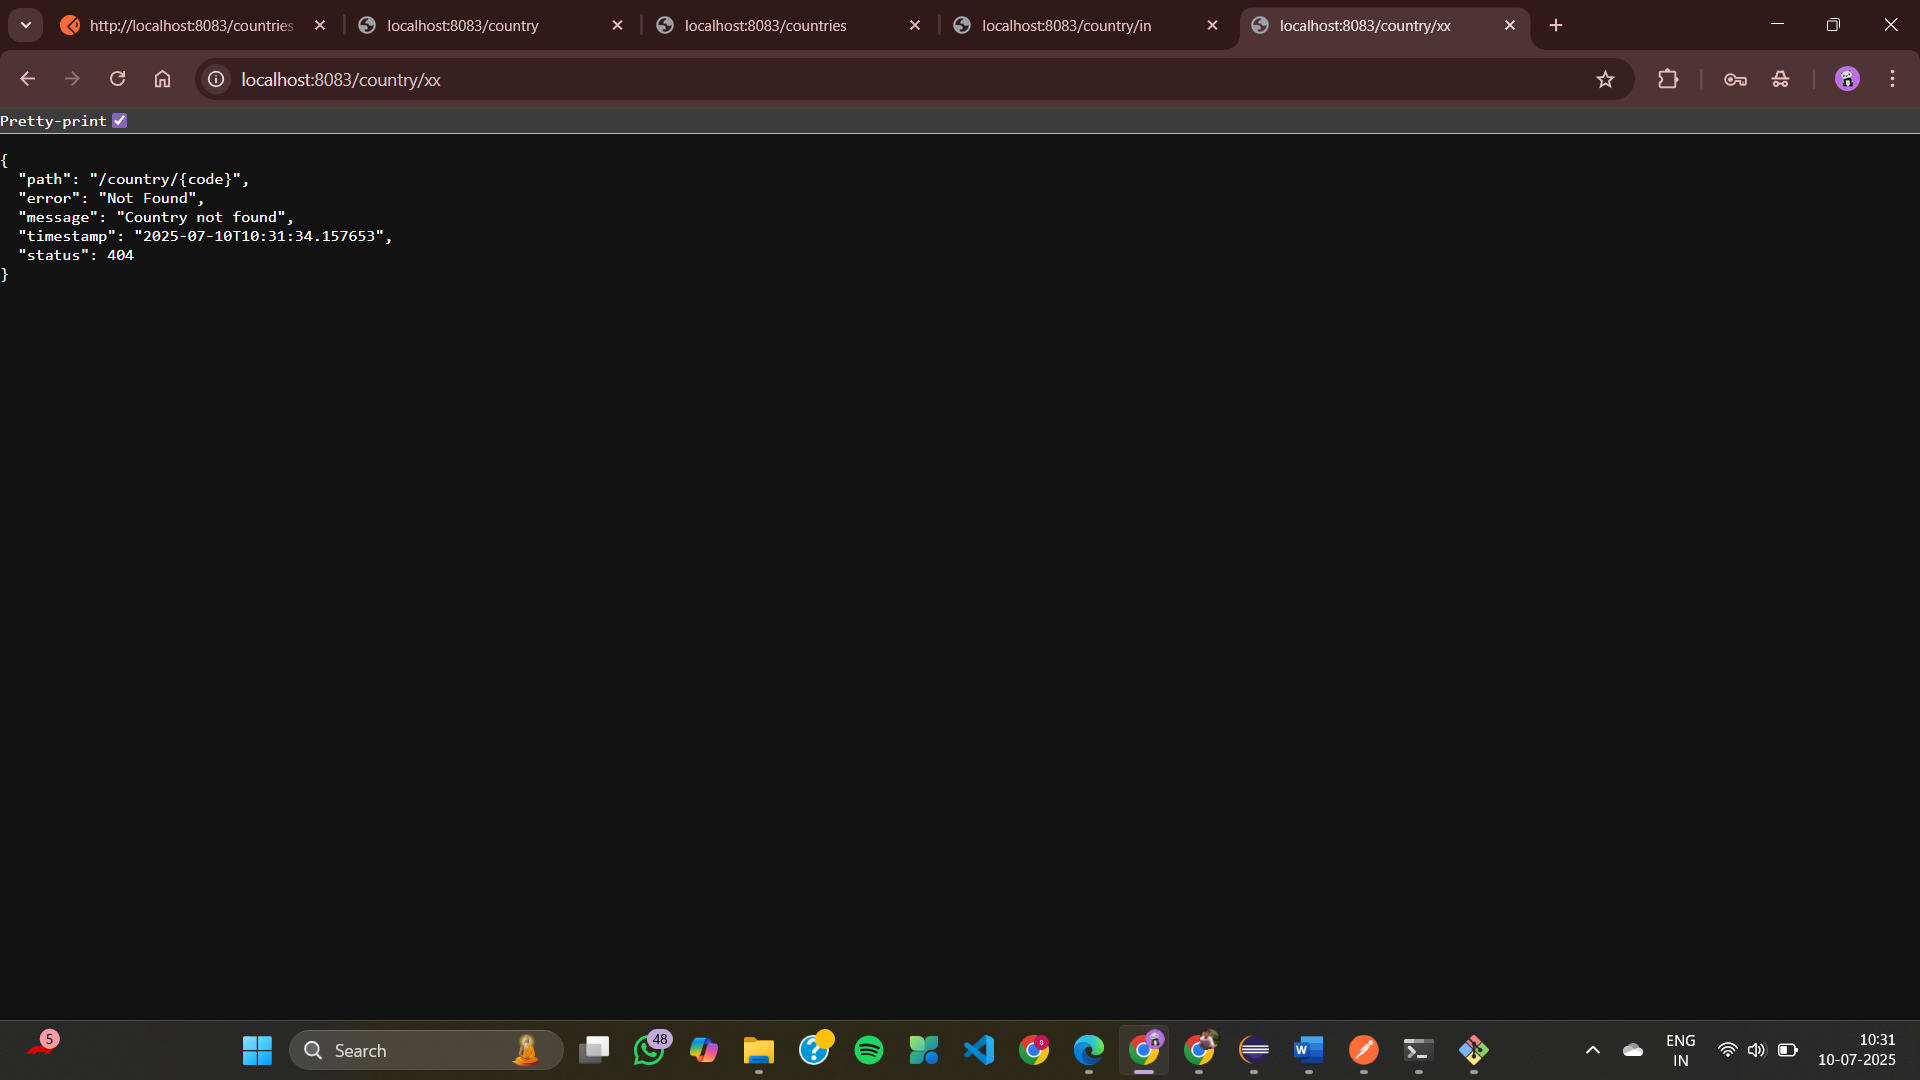 http://localhost:8083/countries
localhost:8083/country
localhost:8083/countries
localhost:8083/country/in
localhost:8083/country/xx
localhost:8083/country/xx
Pretty-print
{
  "path": "/country/{code}",
  "error": "Not Found",
  "message": "Country not found",
  "timestamp": "2025-07-10T10:31:34.157653",
  "status": 404
}
5
Search
48
ENG
IN
10:31
10-07-2025